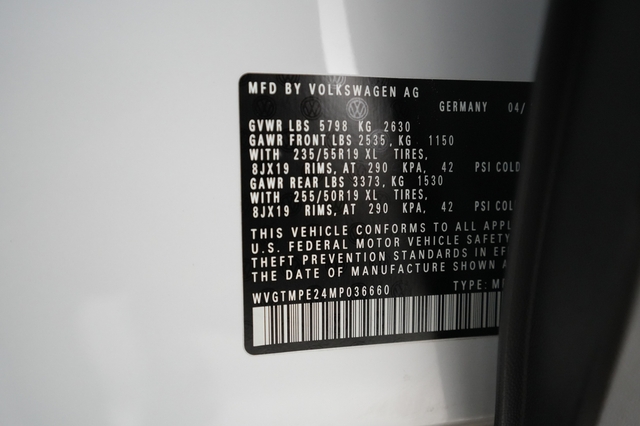 MFD BY VOLKSWAGEN AG
GERMANY 04/
GVWR LBS 5798 KG 2630
GAWR FRONT LBS 2535, KG 1150
WITH 235/55R19 XL TIRES,
8JX19 RIMS, AT 290 KPA, 42 PSI COLD
GAWR REAR LBS 3373, KG 1530
WITH 255/50R19 XL TIRES,
8JX19 RIMS, AT 290 KPA, 42 PSI COL
THIS VEHICLE CONFORMS TO ALL APPL
U.S. FEDERAL MOTOR VEHICLE SAFETY
THEFT PREVENTION STANDARDS IN EF
THE DATE OF MANUFACTURE SHOWN A
WVGTMPE24MP036660 TYPE: M